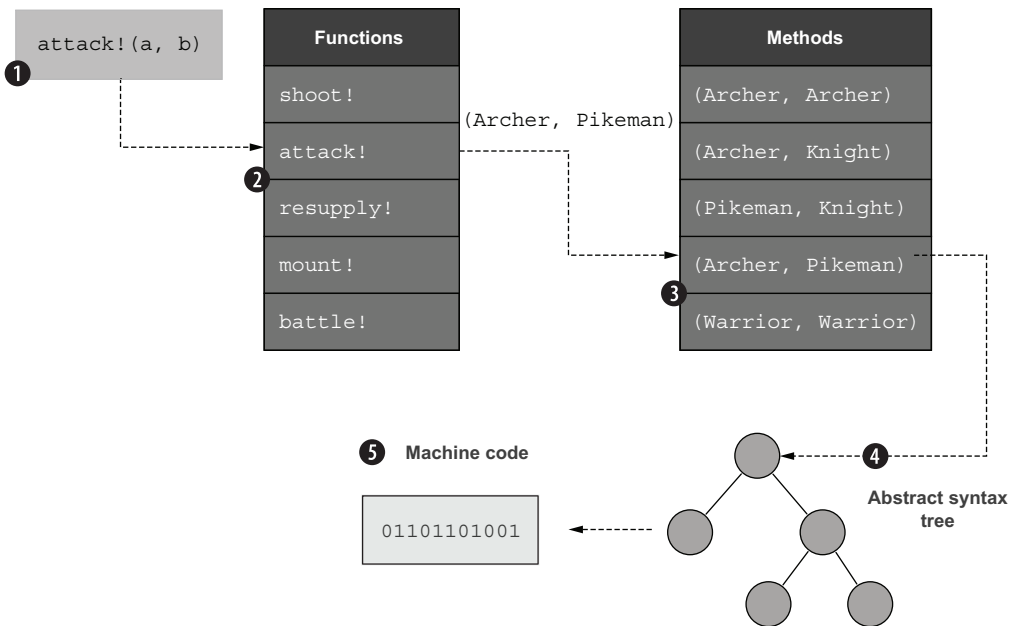 attack!(a, b)
1
Functions
shoot!
attack!
2
resupply!
mount!
battle!
(Archer, Pikeman)
Methods
(Archer, Archer)
(Archer, Knight)
(Pikeman, Knight)
(Archer, Pikeman)
3
(Warrior, Warrior)
4
Abstract syntax
tree
5 Machine code
01101101001